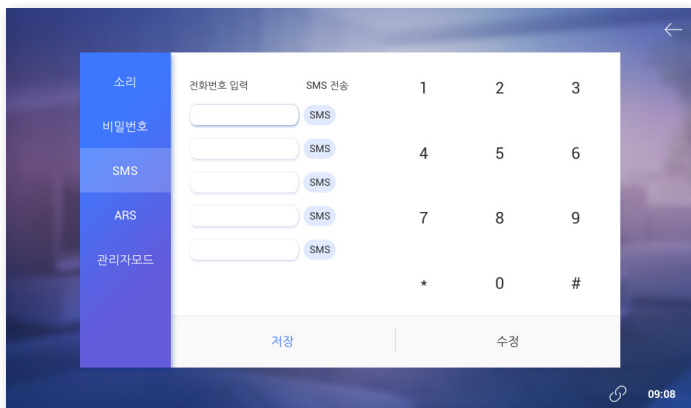 소리
비밀번호
SMS
ARS
관리자모드
전화번호 입력 SMS 전송
SMS
SMS
SMS
SMS
SMS
1 2 3
4 5 6
7 8 9
* 0 #
저장 수정
09:08